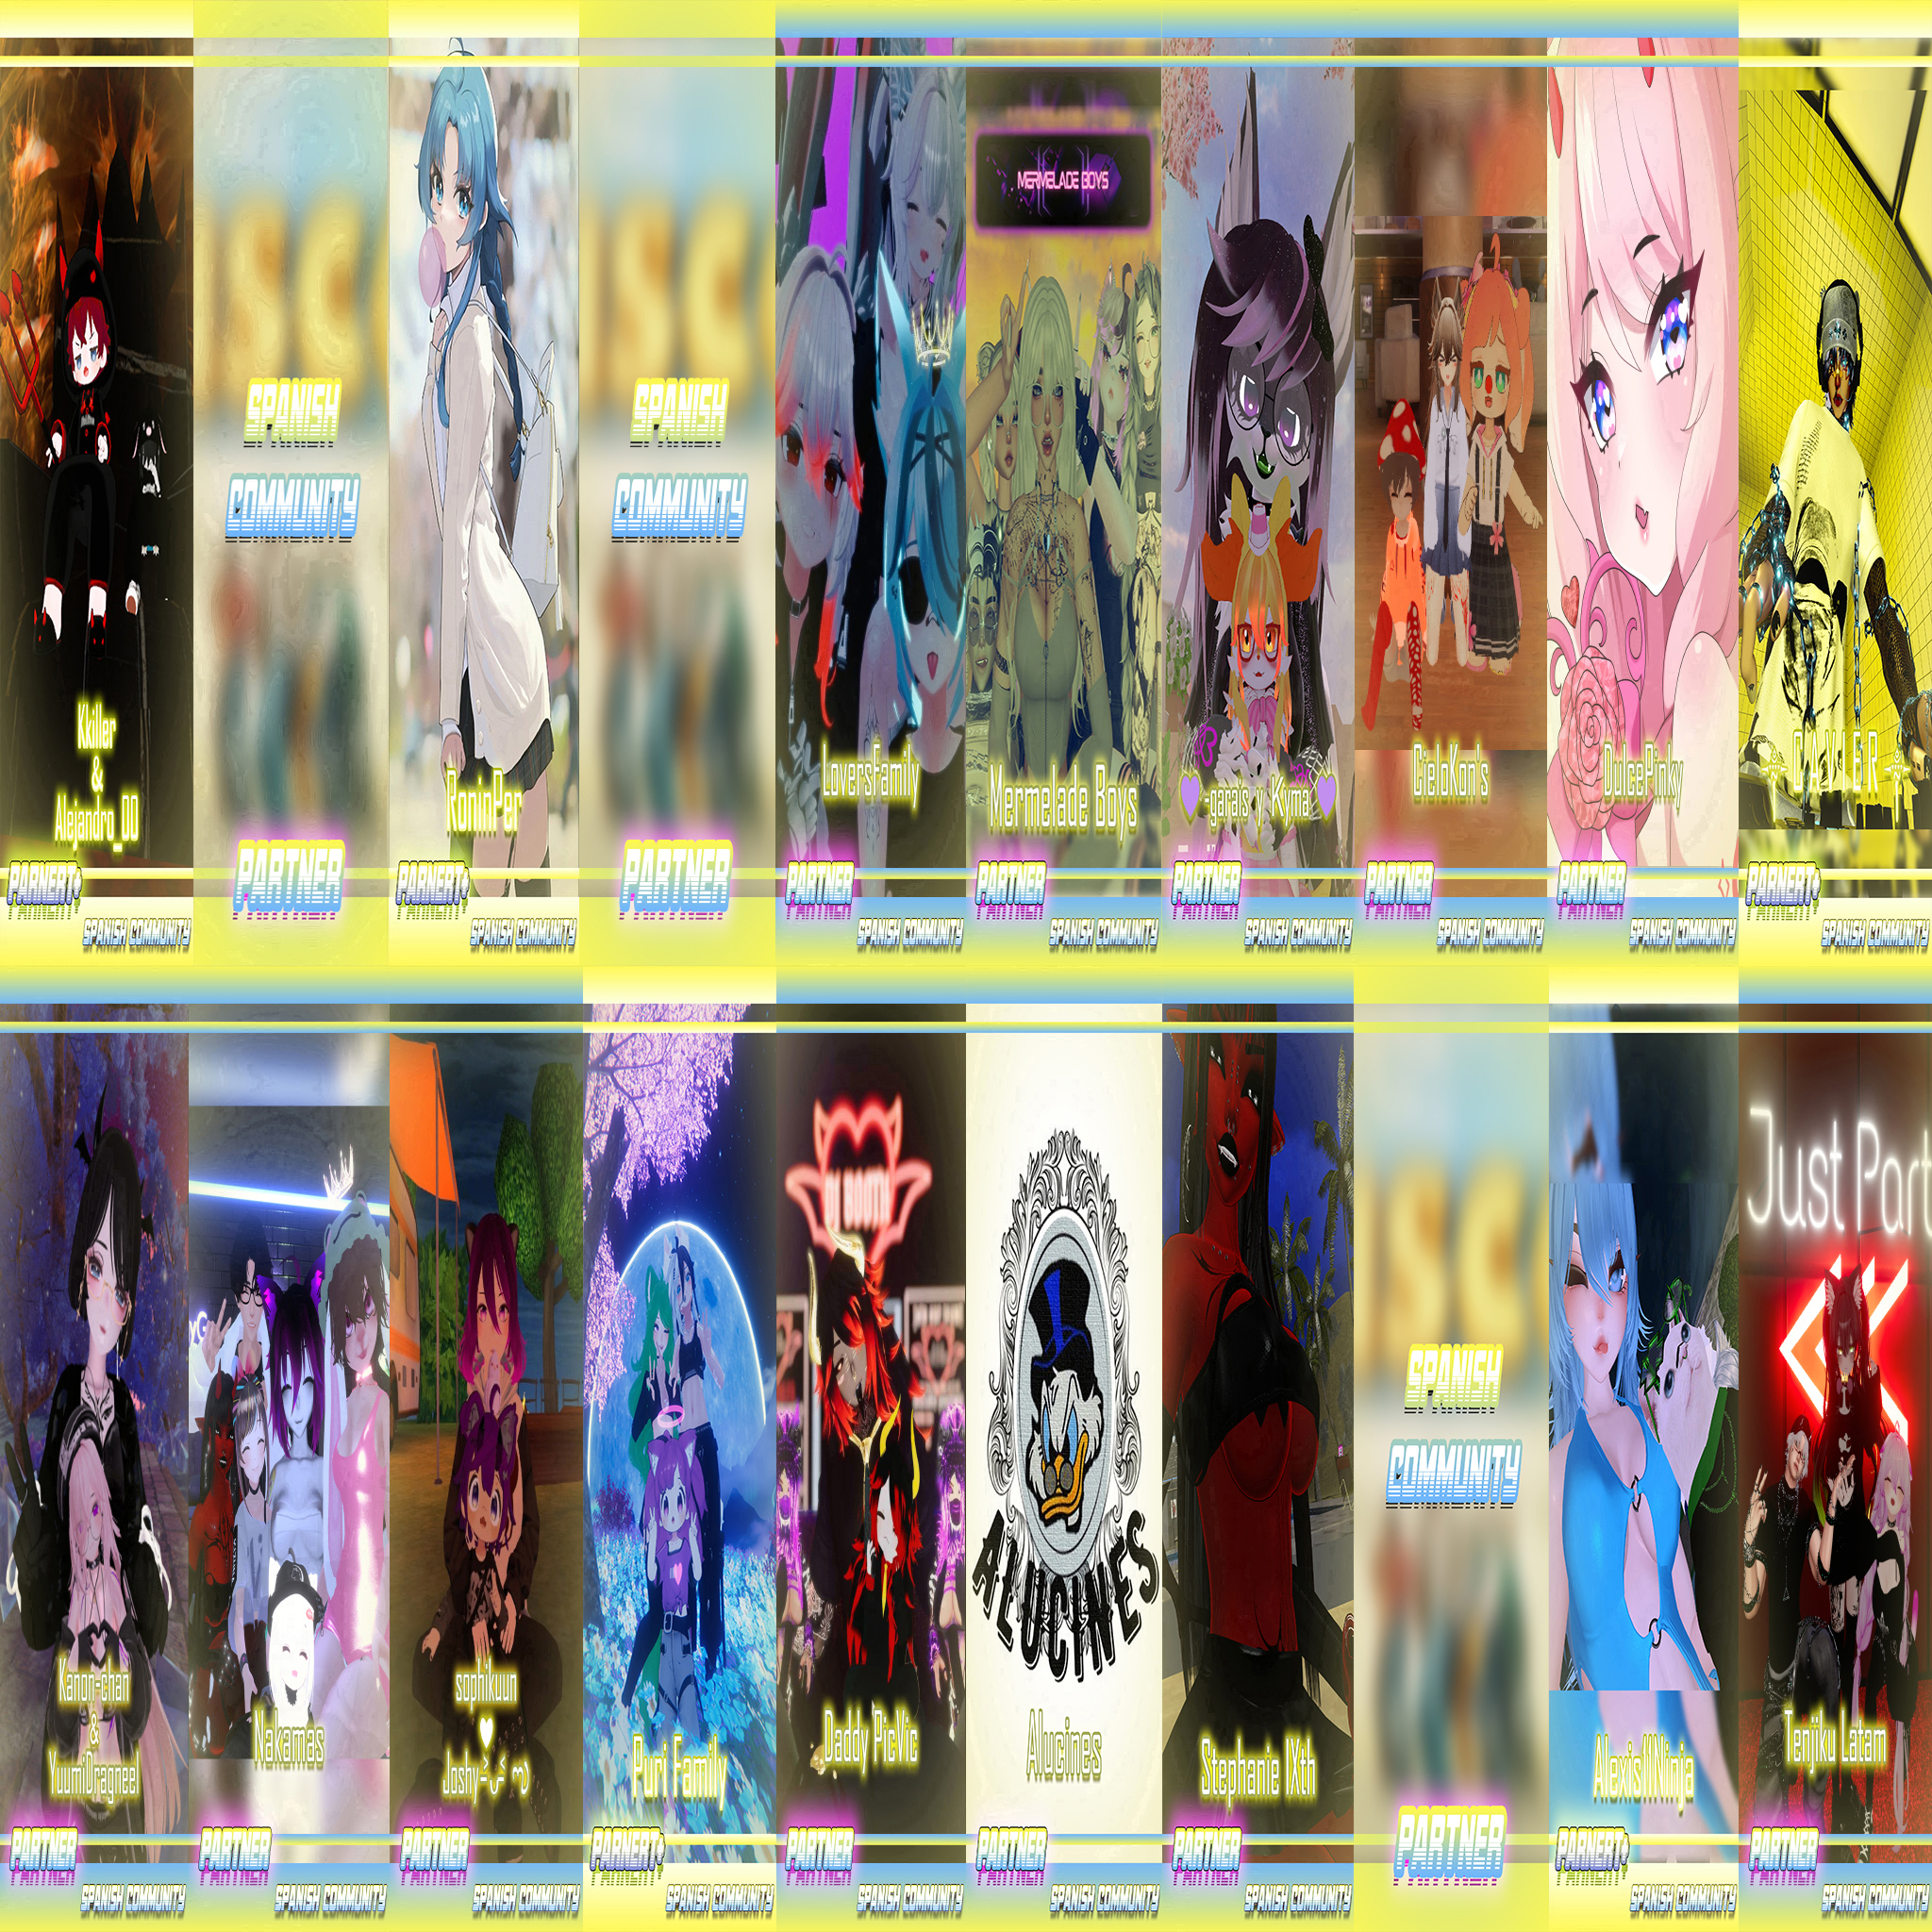 Kkiller
&
Alejandro_00
PARNERT+
SPANISH COMMUNITY
SPANISH
COMMUNITY
PARTNER
RoninPer
PARNERT+
SPANISH COMMUNITY
SPANISH
COMMUNITY
PARTNER
LoversFamily
PARTNER
SPANISH COMMUNITY
MERMELADE BOYS
Mermelade Boys
PARTNER
SPANISH COMMUNITY
-garais y Kyma
PARTNER
SPANISH COMMUNITY
CieloKon's
PARTNER
SPANISH COMMUNITY
DulcePinky
PARTNER
SPANISH COMMUNITY
PARNERT+
SPANISH COMMUNITY
Kanon-chan
&
YuumiDragneel
PARTNER
SPANISH COMMUNITY
Nakamas
PARTNER
SPANISH COMMUNITY
sophikuun
♥
Joshy
PARTNER
SPANISH COMMUNITY
Puri Family
PARNERT+
SPANISH COMMUNITY
DJ BOOTH
Daddy PicVic
PARTNER
SPANISH COMMUNITY
ALUCINES
Alucines
PARTNER
SPANISH COMMUNITY
Stephanie IXth
PARTNER
SPANISH COMMUNITY
SPANISH
COMMUNITY
PARTNER
PARNERT+
SPANISH COMMUNITY
Just Part
Tenjiku Latam
PARTNER
SPANISH COMMUNITY